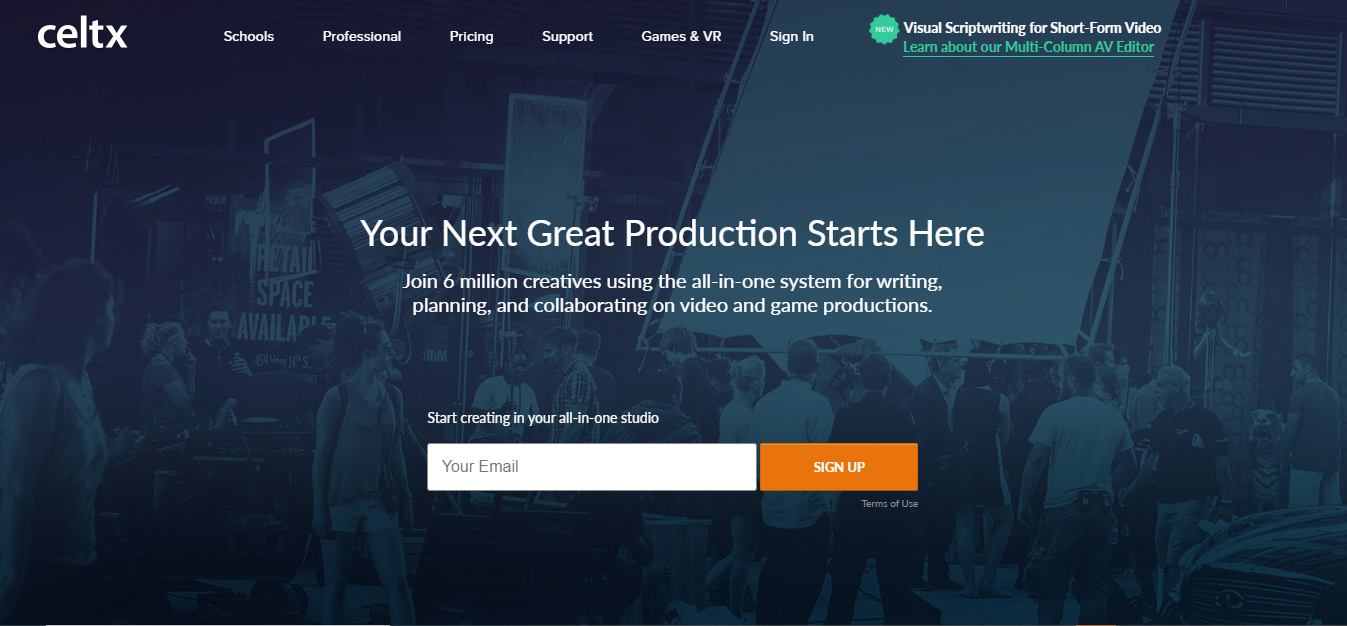 celtx
Schools
Professional
Pricing
Support
Games & VR
Sign In
NEW
Visual Scriptwriting for Short-Form Video
Learn about our Multi-Column AV Editor
Your Next Great Production Starts Here
Join 6 million creatives using the all-in-one system for writing,
planning, and collaborating on video and game productions.
RETAIL
SPACE
AVAILABLE
Start creating in your all-in-one studio
Your Email
SIGN UP
Terms of Use